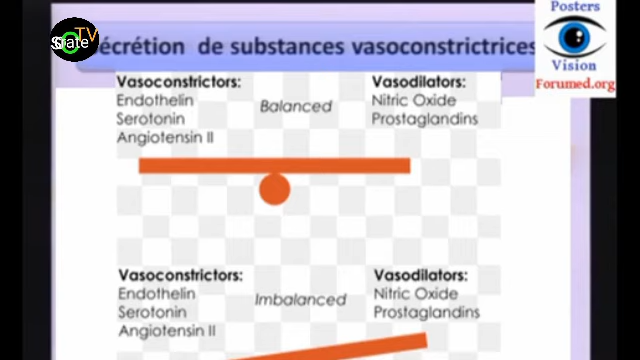 TV
Posters
Vision
Forumed.org
écrétion de substances vasoconstrictrices
Vasoconstrictors:
Endothelin
Serotonin
Angiotensin II
Balanced
Vasodilators:
Nitric Oxide
Prostaglandins
Vasoconstrictors:
Endothelin
Serotonin
Angiotensin II
Imbalanced
Vasodilators:
Nitric Oxide
Prostaglandins